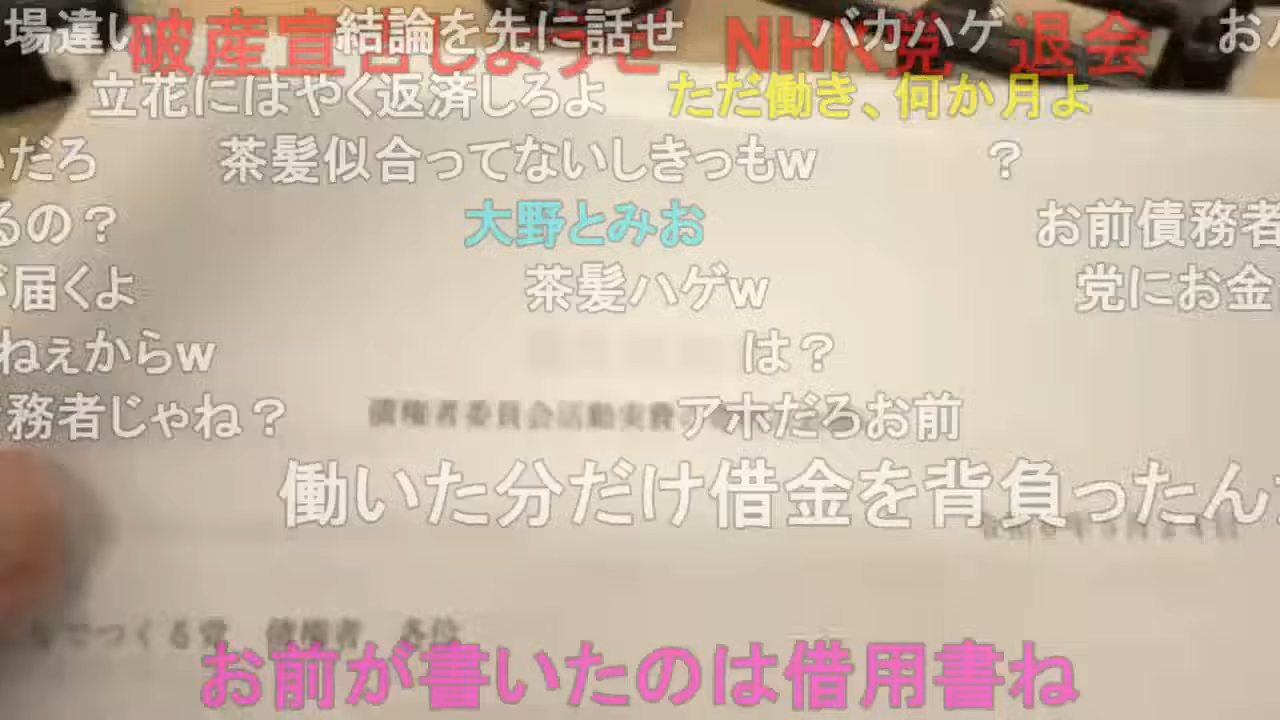 場違い 結論を先に話せ バカハゲ
破産宣告しようさ NHK党 退会
立花にはやく返済しろよ ただ働き、何か月よ
だろ 茶髪似合ってないしきっもw ？
るの？ 大野とみお お前債務者
が届くよ 茶髪ハゲw 党にお金
ねぇからw は？
務者じゃね？ アホだろお前
債権者委員会活動実費
働いた分だけ借金を背負ったん
でつくる党 債権者 各位
お前が書いたのは借用書ね